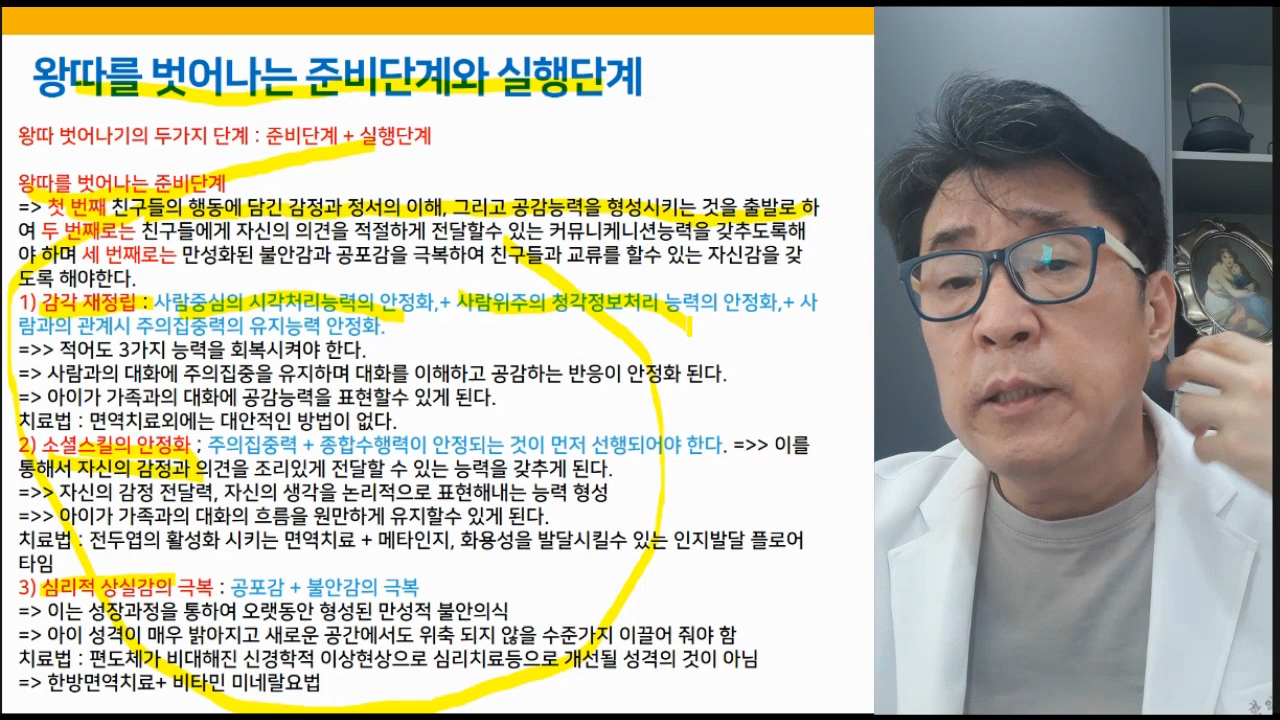 왕따를 벗어나는 준비단계와 실행단계
왕따 벗어나기의 두가지 단계 : 준비단계 + 실행단계
왕따를 벗어나는 준비단계
=> 첫 번째 친구들의 행동에 담긴 감정과 정서의 이해, 그리고 공감능력을 형성시키는 것을 출발로 하
여 두 번째로는 친구들에게 자신의 의견을 적절하게 전달할수 있는 커뮤니케니션능력을 갖추도록해
야 하며 세 번째로는 만성화된 불안감과 공포감을 극복하여 친구들과 교류를 할수 있는 자신감을 갖
도록 해야한다.
1) 감각 재정립 : 사람중심의 시각처리능력의 안정화,+ 사람위주의 청각정보처리 능력의 안정화,+ 사
람과의 관계시 주의집중력의 유지능력 안정화.
=>> 적어도 3가지 능력을 회복시켜야 한다.
=> 사람과의 대화에 주의집중을 유지하며 대화를 이해하고 공감하는 반응이 안정화 된다.
=> 아이가 가족과의 대화에 공감능력을 표현할수 있게 된다.
치료법 : 면역치료외에는 대안적인 방법이 없다.
2) 소셜스킬의 안정화 ; 주의집중력 + 종합수행력이 안정되는 것이 먼저 선행되어야 한다. =>> 이를
통해서 자신의 감정과 의견을 조리있게 전달할 수 있는 능력을 갖추게 된다.
=>> 자신의 감정 전달력, 자신의 생각을 논리적으로 표현해내는 능력 형성
=>> 아이가 가족과의 대화의 흐름을 원만하게 유지할수 있게 된다.
치료법 : 전두엽의 활성화 시키는 면역치료 + 메타인지, 화용성을 발달시킬수 있는 인지발달 플로어
타임
3) 심리적 상실감의 극복 : 공포감 + 불안감의 극복
=> 이는 성장과정을 통하여 오랫동안 형성된 만성적 불안의식
=> 아이 성격이 매우 밝아지고 새로운 공간에서도 위축 되지 않을 수준가지 이끌어 줘야 함
치료법 : 편도체가 비대해진 신경학적 이상현상으로 심리치료등으로 개선될 성격의 것이 아님
=> 한방면역치료+ 비타민 미네랄요법